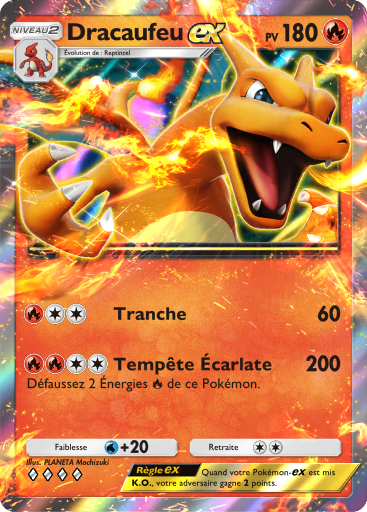 NIVEAU 2
Dracaufeu ex
PV 180
Évolution de : Reptincel
Tranche 60
Tempête Écarlate 200
Défaussez 2 Énergies de ce Pokémon.
Faiblesse +20
Retraite
Illus. PLANETA Mochizuki
Règle ex
Quand votre Pokémon-ex est mis
K.O., votre adversaire gagne 2 points.